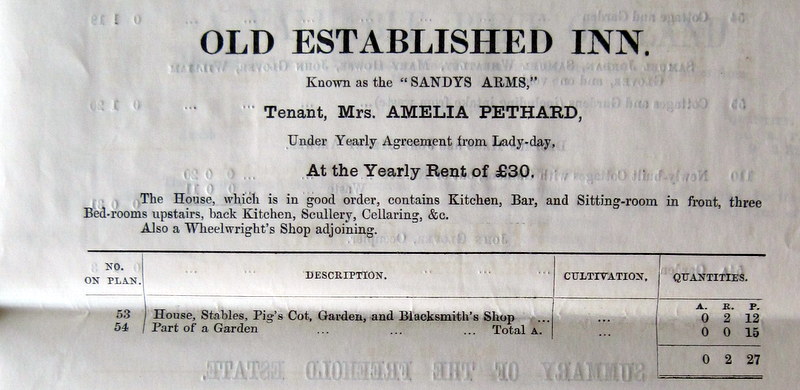 OLD ESTABLISHED INN.
Known as the "SANDYS ARMS,"
Tenant, Mrs. AMELIA PETHARD,
Under Yearly Agreement from Lady-day,
At the Yearly Rent of £30.
The House, which is in good order, contains Kitchen, Bar, and Sitting-room in front, three
Bed-rooms upstairs, back Kitchen, Scullery, Cellaring, &c.
Also a Wheelwright's Shop adjoining.
NO. ON PLAN. DESCRIPTION. CULTIVATION. QUANTITIES.
A. R. P.
53 House, Stables, Pig's Cot, Garden, and Blacksmith's Shop ... ... 0 2 12
54 Part of a Garden ... ... ... Total A. ... 0 0 15
0 2 27